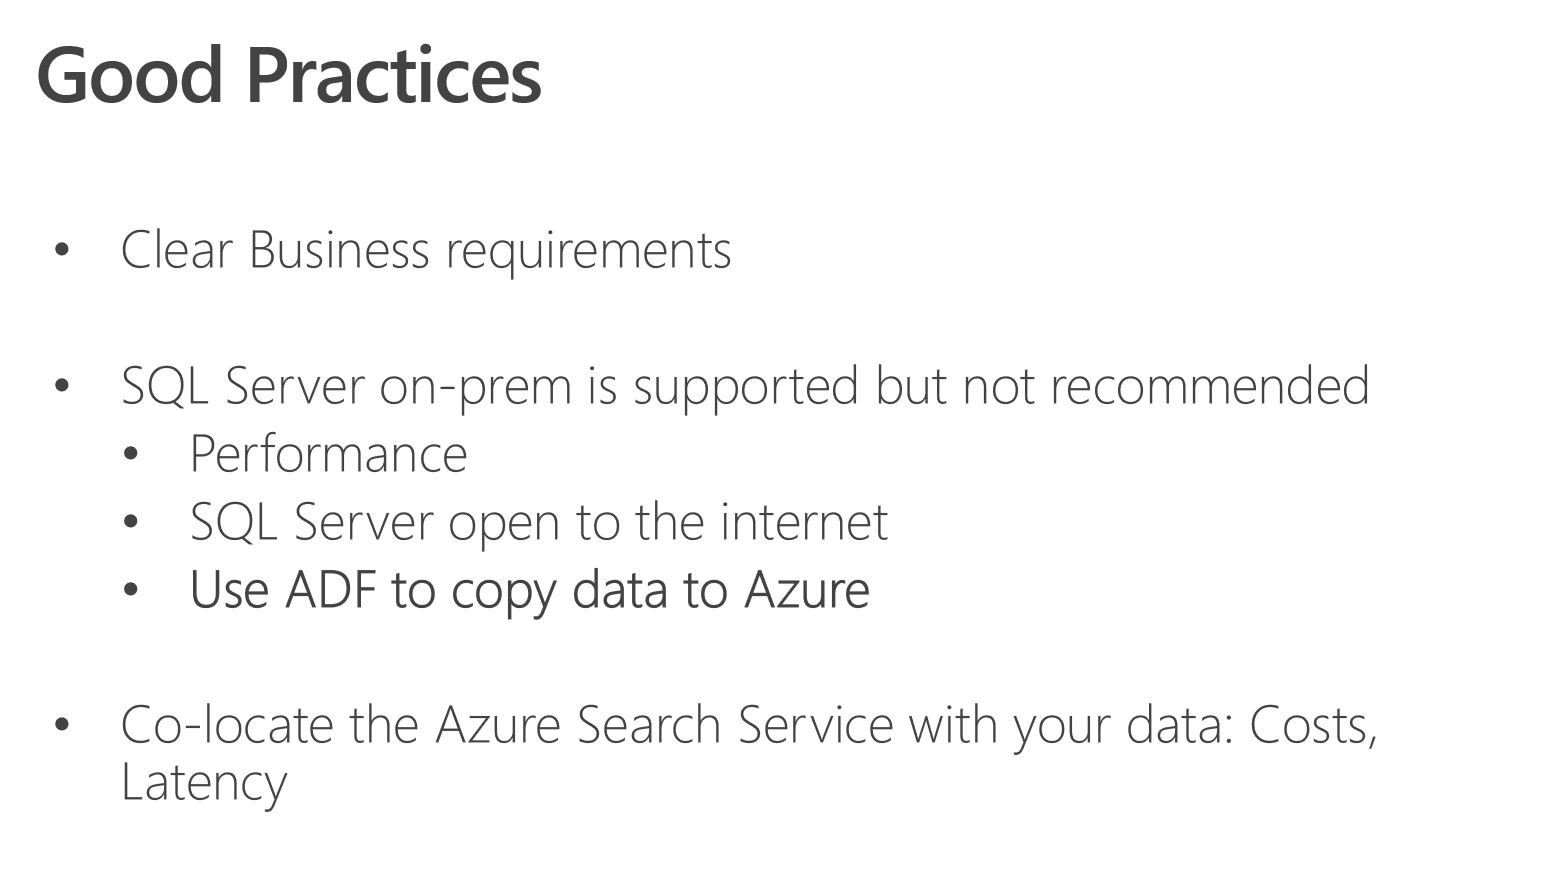 Good Practices
• Clear Business requirements
• SQL Server on-prem is supported but not recommended
• Performance
• SQL Server open to the internet
• Use ADF to copy data to Azure
• Co-locate the Azure Search Service with your data: Costs,
Latency